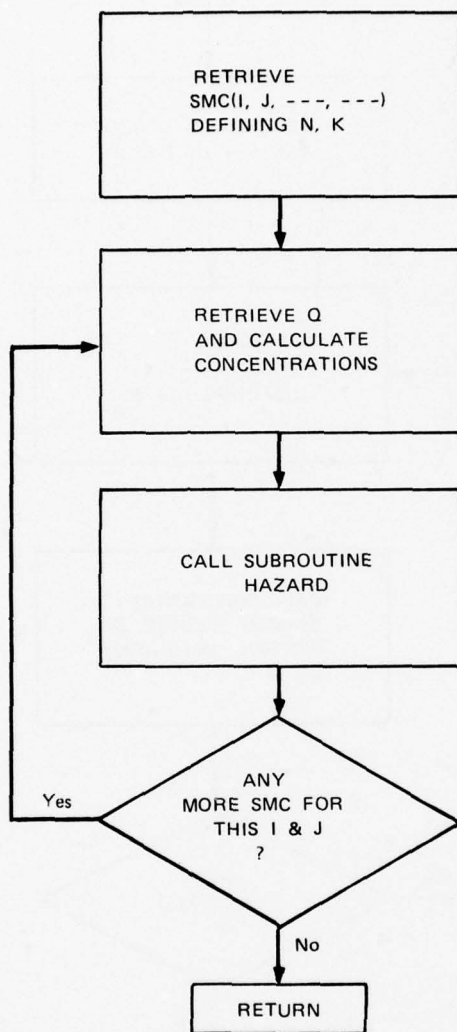 RETRIEVE
SMC(I, J, ---, ---)
DEFINING N, K
RETRIEVE Q
AND CALCULATE
CONCENTRATIONS
CALL SUBROUTINE
HAZARD
ANY
MORE SMC FOR
THIS I & J
?
Yes
No
RETURN